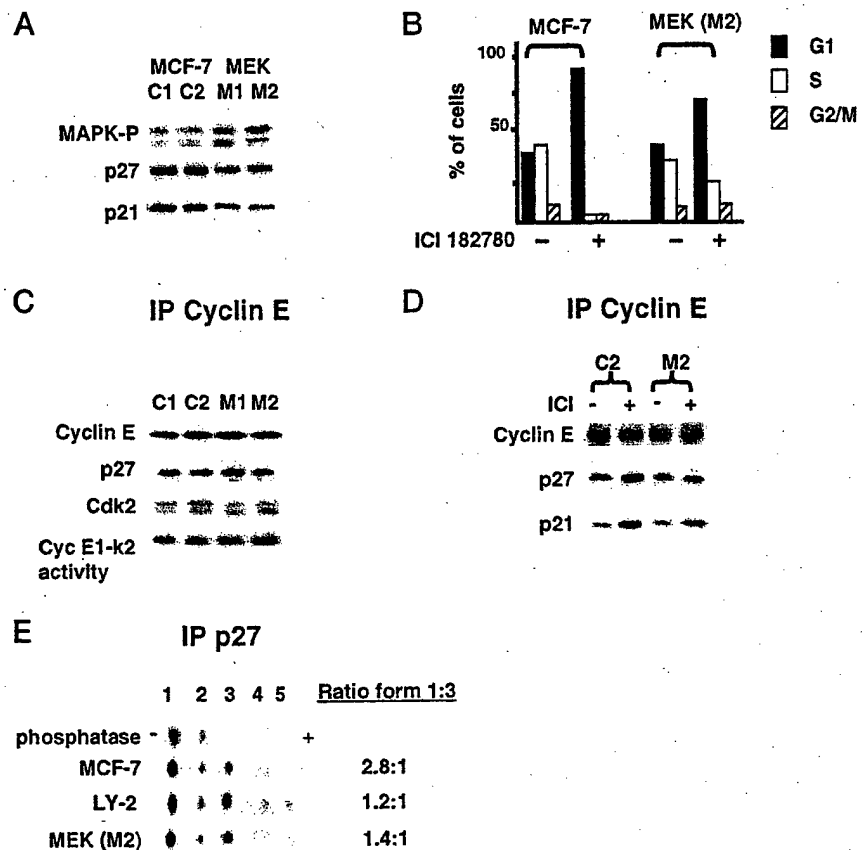 A
MCF-7 MEK
C1 C2 M1 M2
MAPK-P
p27
p21
B
MCF-7 MEK (M2)
100
50
% of cells
G1
S
G2/M
ICI 182780 − + − +
C
IP Cyclin E
C1 C2 M1 M2
Cyclin E
p27
Cdk2
Cyc E1-k2
activity
D
IP Cyclin E
C2 M2
ICI - + - +
Cyclin E
p27
p21
E
IP p27
1 2 3 4 5 Ratio form 1:3
phosphatase - +
MCF-7 2.8:1
LY-2 1.2:1
MEK (M2) 1.4:1